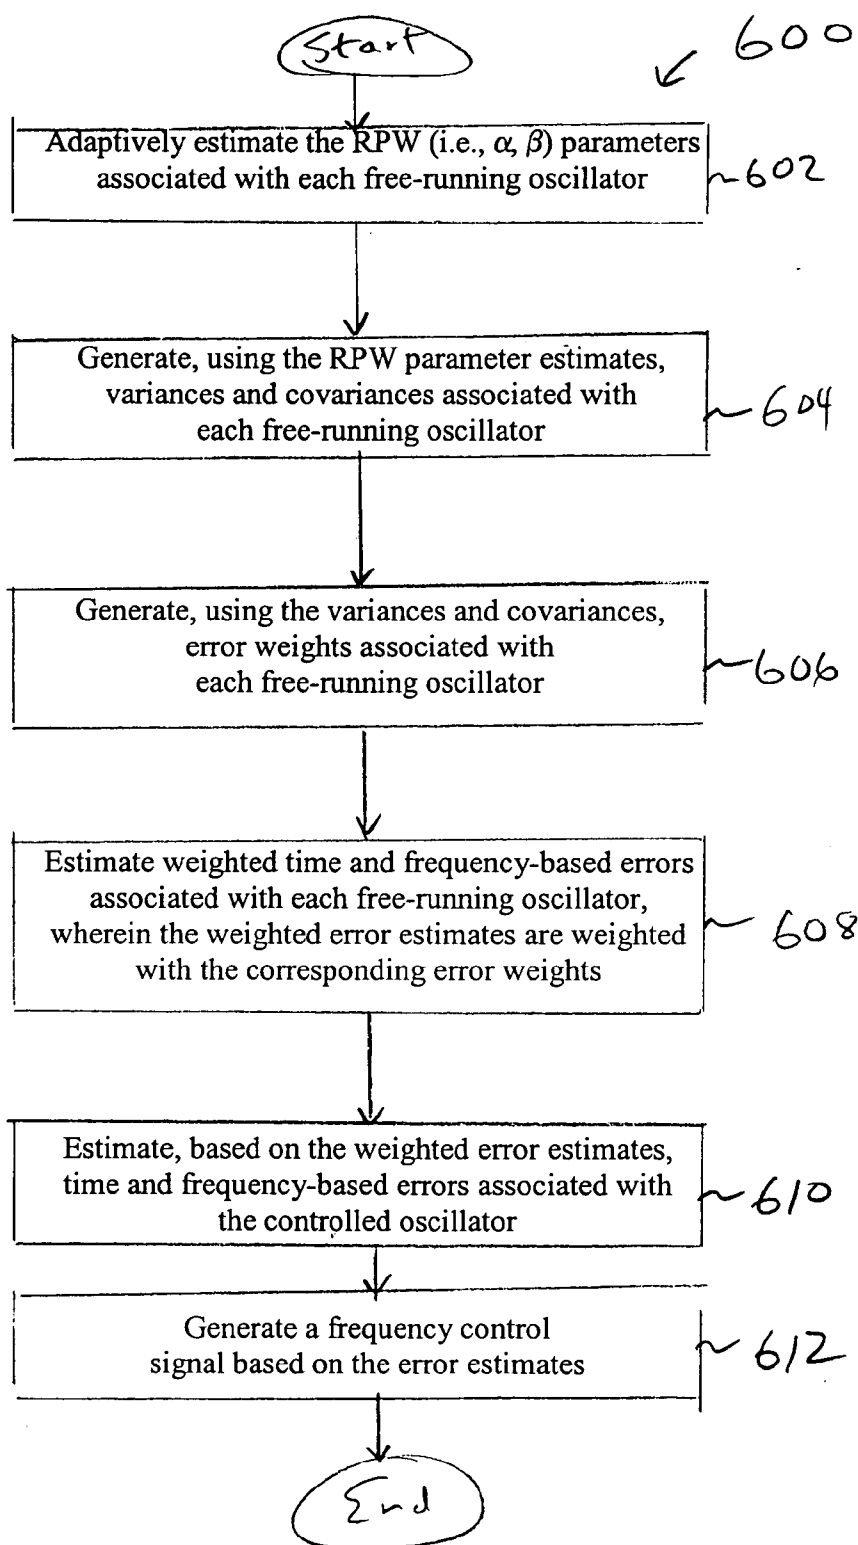 Start
600
Adaptively estimate the RPW (i.e., α, β) parameters
associated with each free-running oscillator
602
Generate, using the RPW parameter estimates,
variances and covariances associated with
each free-running oscillator
604
Generate, using the variances and covariances,
error weights associated with
each free-running oscillator
606
Estimate weighted time and frequency-based errors
associated with each free-running oscillator,
wherein the weighted error estimates are weighted
with the corresponding error weights
608
Estimate, based on the weighted error estimates,
time and frequency-based errors associated with
the controlled oscillator
610
Generate a frequency control
signal based on the error estimates
612
End